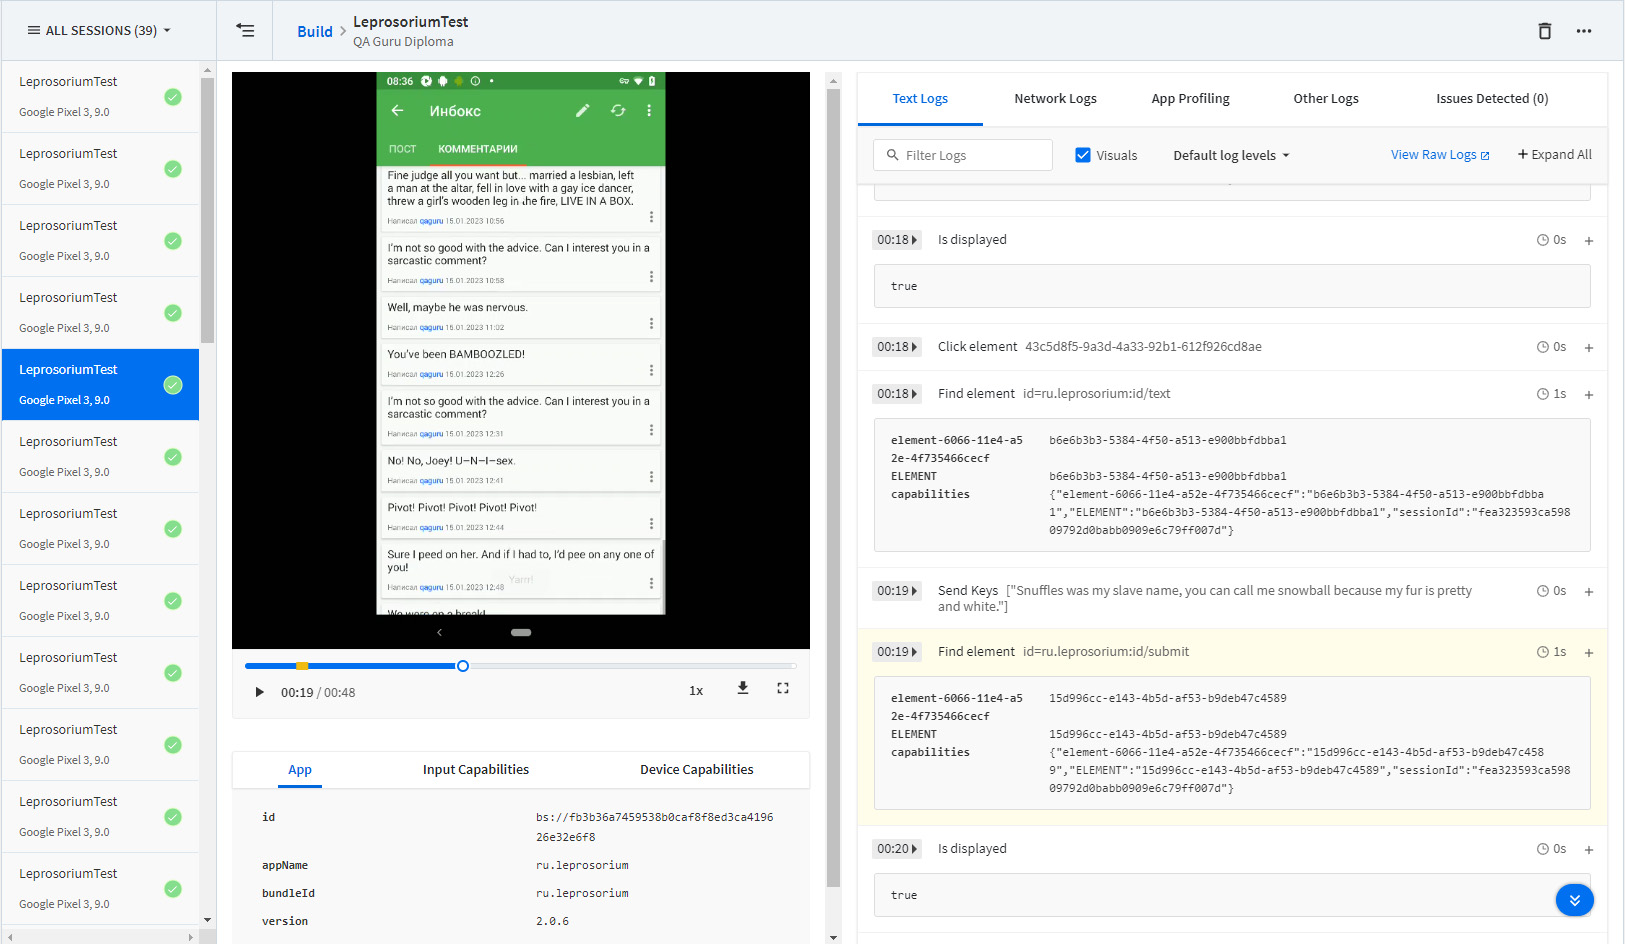 ALL SESSIONS (39)
Build
LeprosoriumTest
QA Guru Diploma
LeprosoriumTest
Google Pixel 3, 9.0
LeprosoriumTest
Google Pixel 3, 9.0
LeprosoriumTest
Google Pixel 3, 9.0
LeprosoriumTest
Google Pixel 3, 9.0
LeprosoriumTest
Google Pixel 3, 9.0
LeprosoriumTest
Google Pixel 3, 9.0
LeprosoriumTest
Google Pixel 3, 9.0
LeprosoriumTest
Google Pixel 3, 9.0
LeprosoriumTest
Google Pixel 3, 9.0
LeprosoriumTest
Google Pixel 3, 9.0
LeprosoriumTest
Google Pixel 3, 9.0
LeprosoriumTest
Google Pixel 3, 9.0
08:36
Инбокс
ПОСТ КОММЕНТАРИИ
Fine judge all you want but... married a lesbian, left
a man at the altar, fell in love with a gay ice dancer,
threw a girl's wooden leg in the fire, LIVE IN A BOX.
Написал qaguru 15.01.2023 10:56
I'm not so good with the advice. Can I interest you in a
sarcastic comment?
Написал qaguru 15.01.2023 10:58
Well, maybe he was nervous.
Написал qaguru 15.01.2023 11:02
You've been BAMBOOZLED!
Написал qaguru 15.01.2023 12:26
I'm not so good with the advice. Can I interest you in a
sarcastic comment?
Написал qaguru 15.01.2023 12:31
No! No, Joey! U–N–I–sex.
Написал qaguru 15.01.2023 12:41
Pivot! Pivot! Pivot! Pivot! Pivot!
Написал qaguru 15.01.2023 12:44
Sure I peed on her. And if I had to, I'd pee on any one of
you!
Yarrr!
Написал qaguru 15.01.2023 12:48
We were on a break!
00:19 / 00:48
1x
App
Input Capabilities
Device Capabilities
id bs://fb3b36a7459538b0caf8f8ed3ca4196
26e32e6f8
appName ru.leprosorium
bundleId ru.leprosorium
version 2.0.6
Text Logs
Network Logs
App Profiling
Other Logs
Issues Detected (0)
Filter Logs
Visuals
Default log levels
View Raw Logs
+ Expand All
00:18 Is displayed 0s +
true
00:18 Click element 43c5d8f5-9a3d-4a33-92b1-612f926cd8ae 0s +
00:18 Find element id=ru.leprosorium:id/text 1s +
element-6066-11e4-a5 b6e6b3b3-5384-4f50-a513-e900bbfdbba1
2e-4f735466cecf
ELEMENT b6e6b3b3-5384-4f50-a513-e900bbfdbba1
capabilities {"element-6066-11e4-a52e-4f735466cecf":"b6e6b3b3-5384-4f50-a513-e900bbfdbba
1","ELEMENT":"b6e6b3b3-5384-4f50-a513-e900bbfdbba1","sessionId":"fea323593ca598
09792d0babb0909e6c79ff007d"}
00:19 Send Keys ["Snuffles was my slave name, you can call me snowball because my fur is pretty 0s +
and white."]
00:19 Find element id=ru.leprosorium:id/submit 1s +
element-6066-11e4-a5 15d996cc-e143-4b5d-af53-b9deb47c4589
2e-4f735466cecf
ELEMENT 15d996cc-e143-4b5d-af53-b9deb47c4589
capabilities {"element-6066-11e4-a52e-4f735466cecf":"15d996cc-e143-4b5d-af53-b9deb47c458
9","ELEMENT":"15d996cc-e143-4b5d-af53-b9deb47c4589","sessionId":"fea323593ca598
09792d0babb0909e6c79ff007d"}
00:20 Is displayed 0s +
true